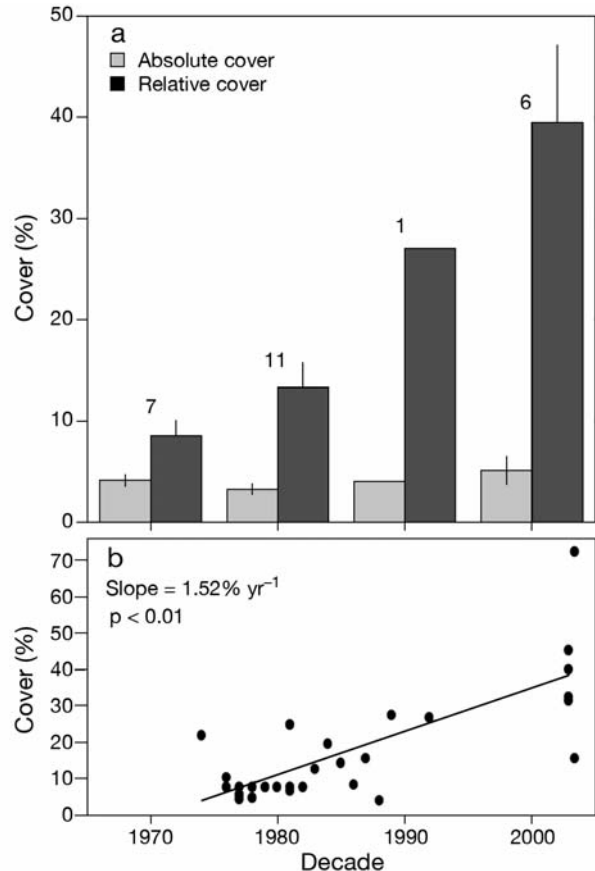 50
a
Absolute cover
Relative cover
6
40
Cover (%)
1
30
20
11
7
10
0
b
70
Slope = 1.52% yr⁻¹
60
p < 0.01
50
Cover (%)
40
30
20
10
0
1970 1980 1990 2000
Decade